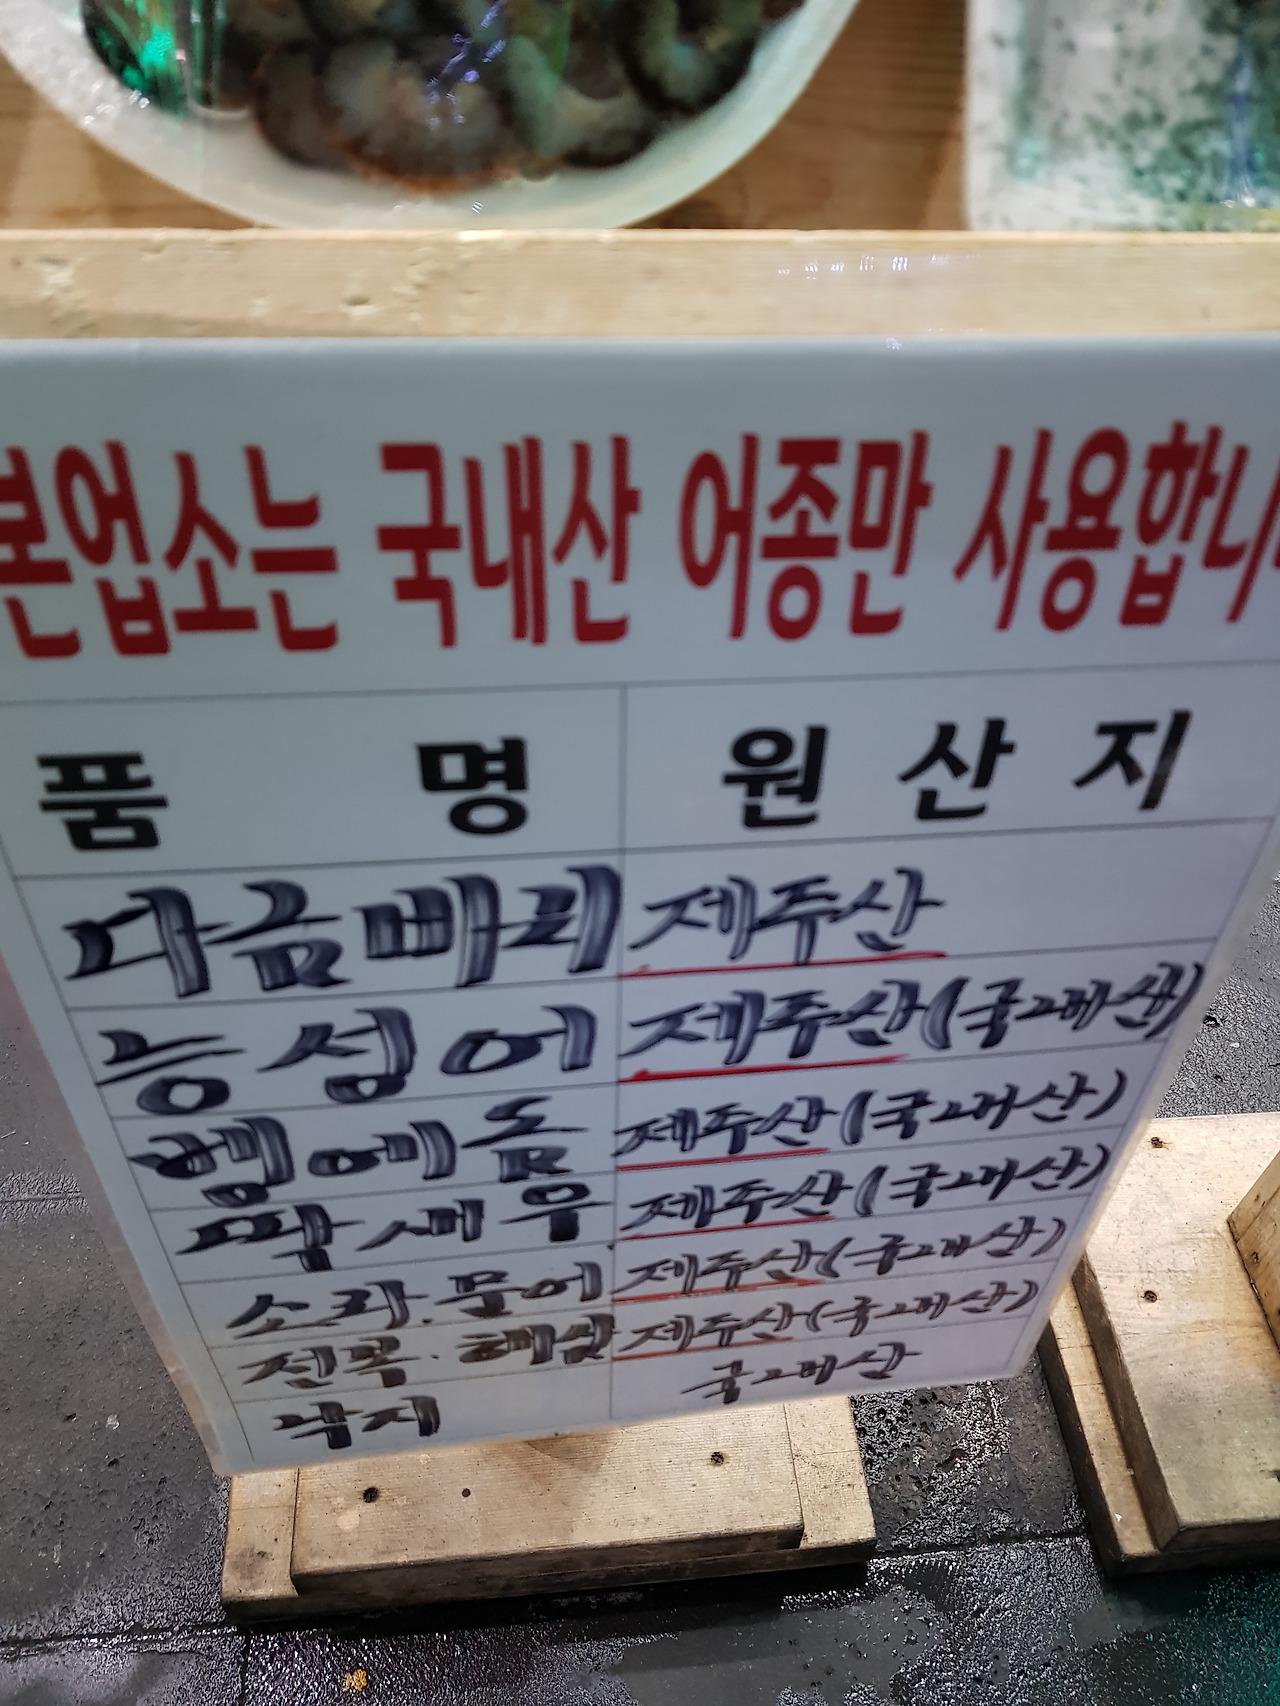 본업소는 국내산 어종만 사용합니
품 명 원 산 지
다금빠리 제주산
능성어 제주산(국내산)
벵에돔 제주산(국내산)
딱새우 제주산(국내산)
소라.문어 제주산(국내산)
전복.해삼 제주산(국내산)
낙지 국내산